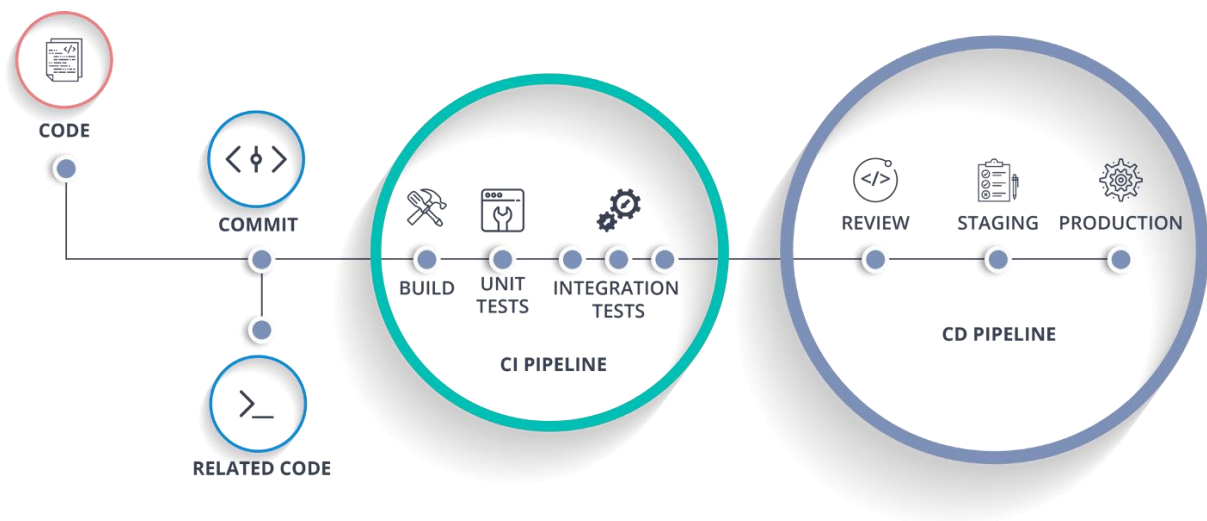 CODE
COMMIT
RELATED CODE
BUILD
UNIT
TESTS
INTEGRATION
TESTS
CI PIPELINE
REVIEW
STAGING
PRODUCTION
CD PIPELINE